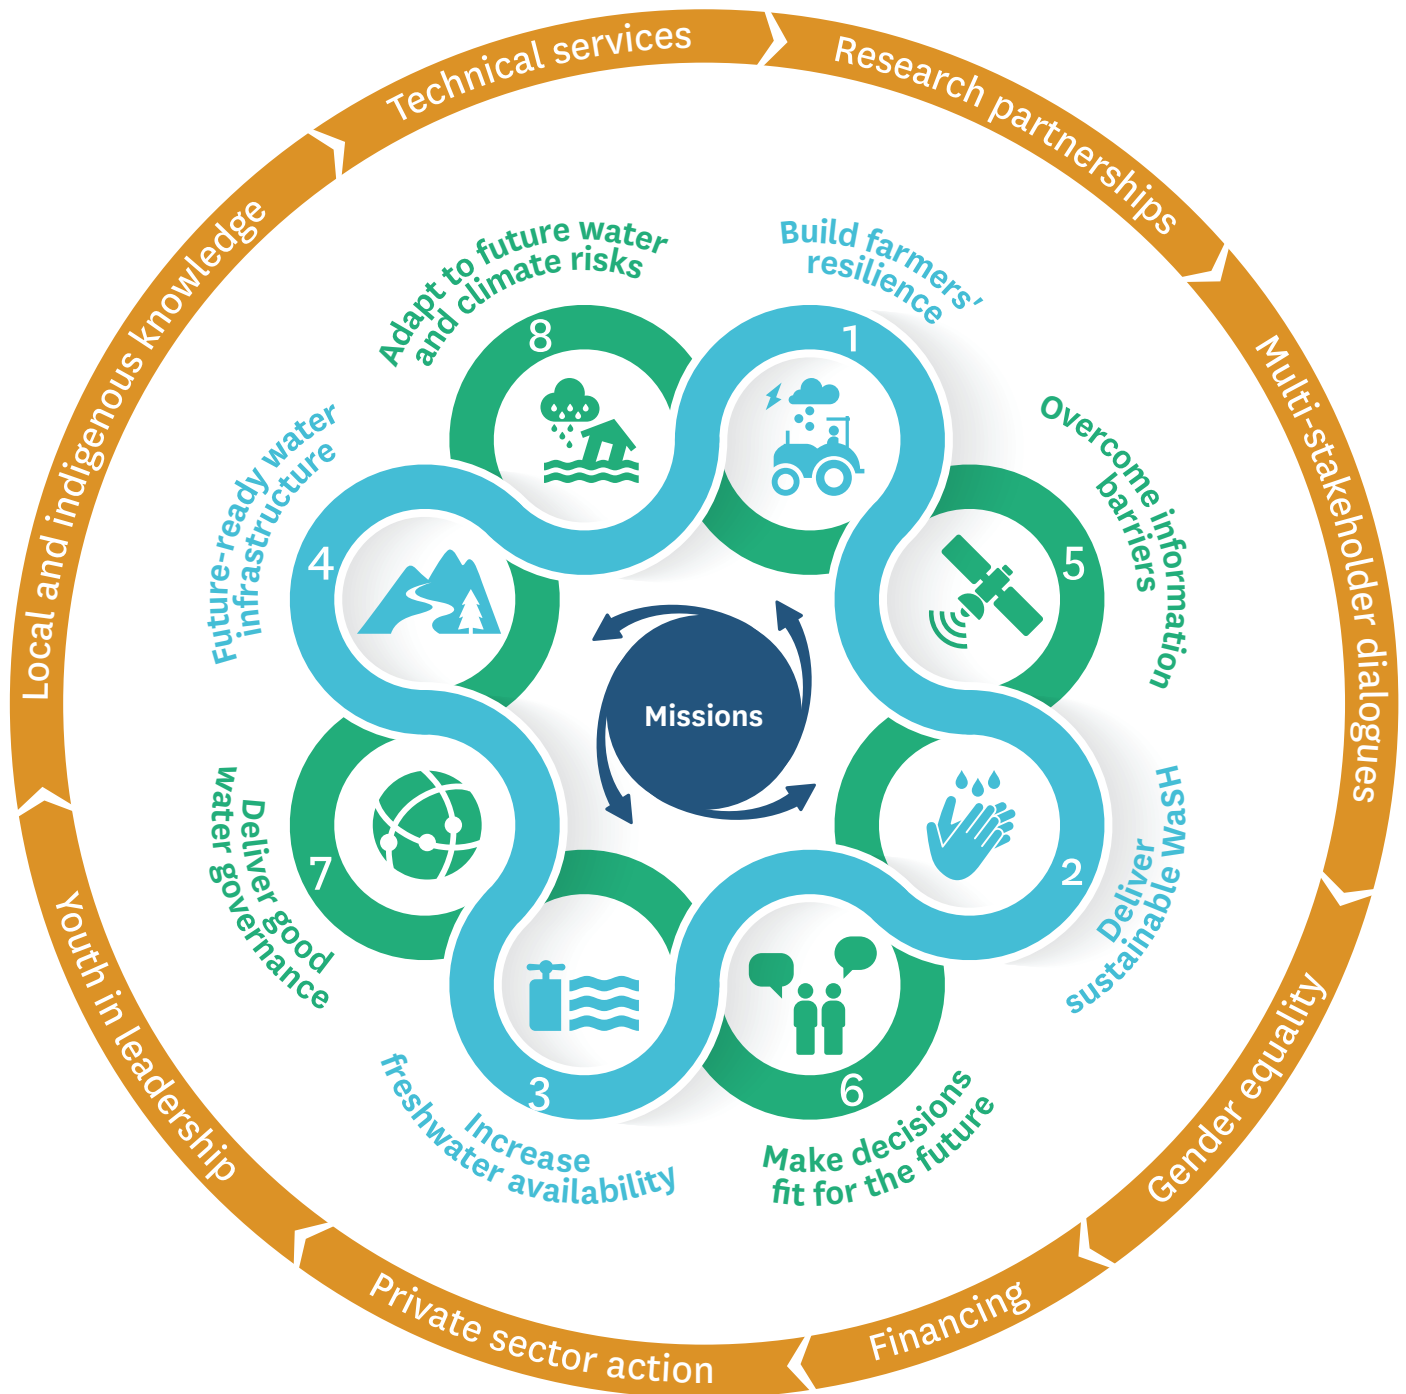 Technical services
Research partnerships
Multi-stakeholder dialogues
Gender equality
Financing
Private sector action
Youth in leadership
Local and indigenous knowledge
Build farmers’
resilience
1
Overcome information
barriers
5
Deliver
sustainable WASH
2
Make decisions
fit for the future
6
Increase
freshwater availability
3
Deliver good
water governance
7
Future-ready water
infrastructure
4
Adapt to future water
and climate risks
8
Missions